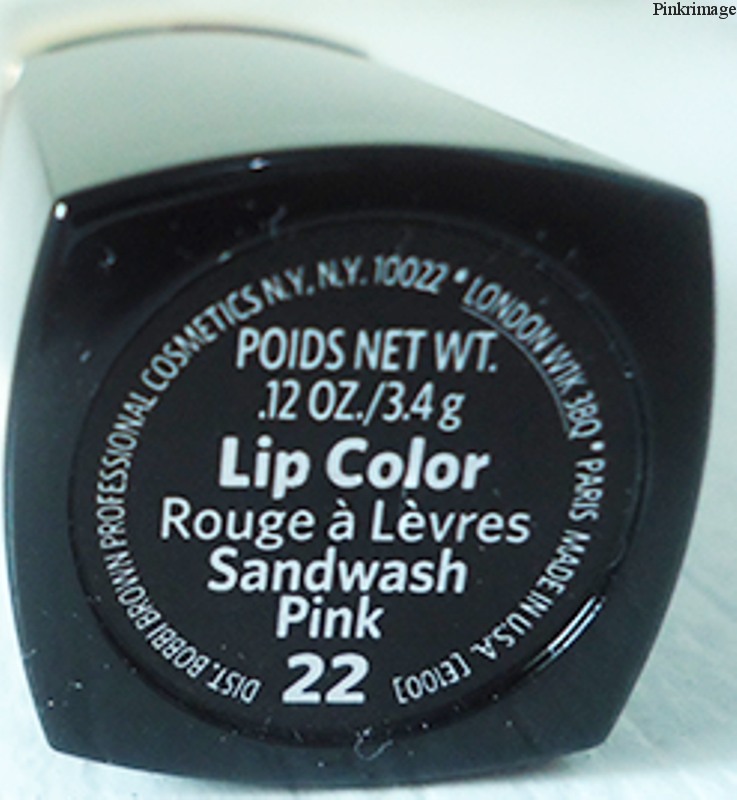 Pinkrimage
DIST. BOBBI BROWN PROFESSIONAL COSMETICS N.Y., N.Y. 10022 • LONDON W1K 3BQ • PARIS MADE IN U.S.A. [E100]
POIDS NET WT.
.12 OZ./3.4 g
Lip Color
Rouge à Lèvres
Sandwash
Pink
22